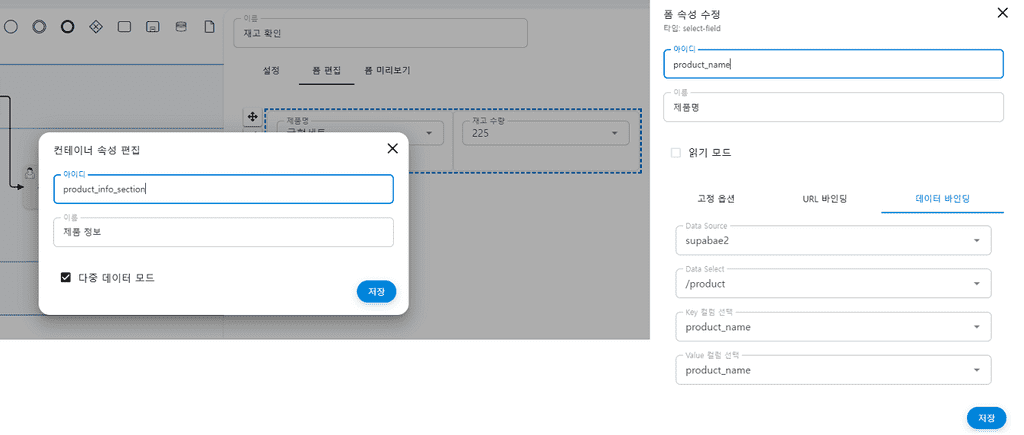 이름
재고 확인
설정
폼 편집
폼 미리보기
제품명
재고 수량
225
컨테이너 속성 편집
아이디
product_info_section
이름
제품 정보
다중 데이터 모드
저장
폼 속성 수정
타입: select-field
아이디
product_name
이름
제품명
읽기 모드
고정 옵션
URL 바인딩
데이터 바인딩
Data Source
supabae2
Data Select
/product
Key 컬럼 선택
product_name
Value 컬럼 선택
product_name
저장